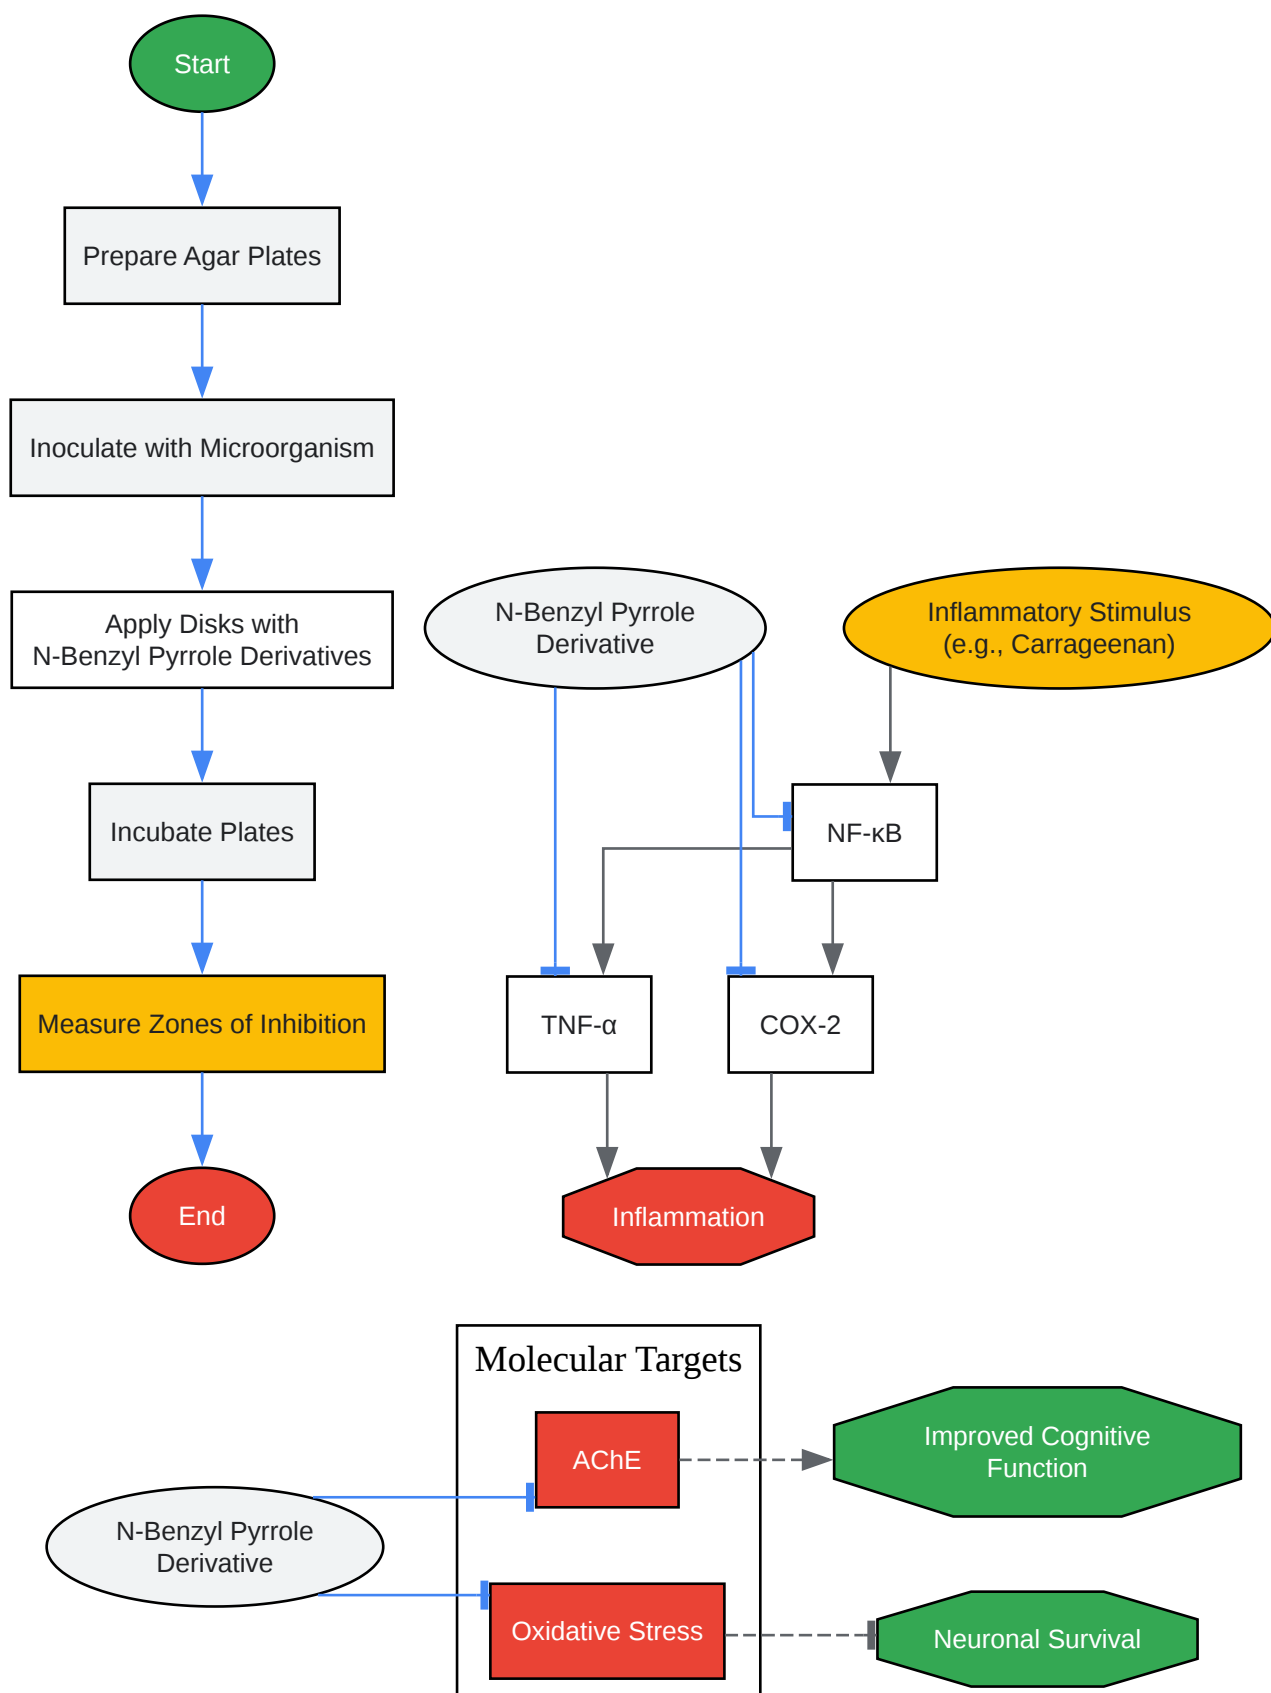 Start
Prepare Agar Plates
Inoculate with Microorganism
Apply Disks with
N-Benzyl Pyrrole Derivatives
Incubate Plates
Measure Zones of Inhibition
End
N-Benzyl Pyrrole
Derivative
Inflammatory Stimulus
(e.g., Carrageenan)
NF-κB
TNF-α
COX-2
Inflammation
Molecular Targets
AChE
Improved Cognitive
Function
N-Benzyl Pyrrole
Derivative
Oxidative Stress
Neuronal Survival